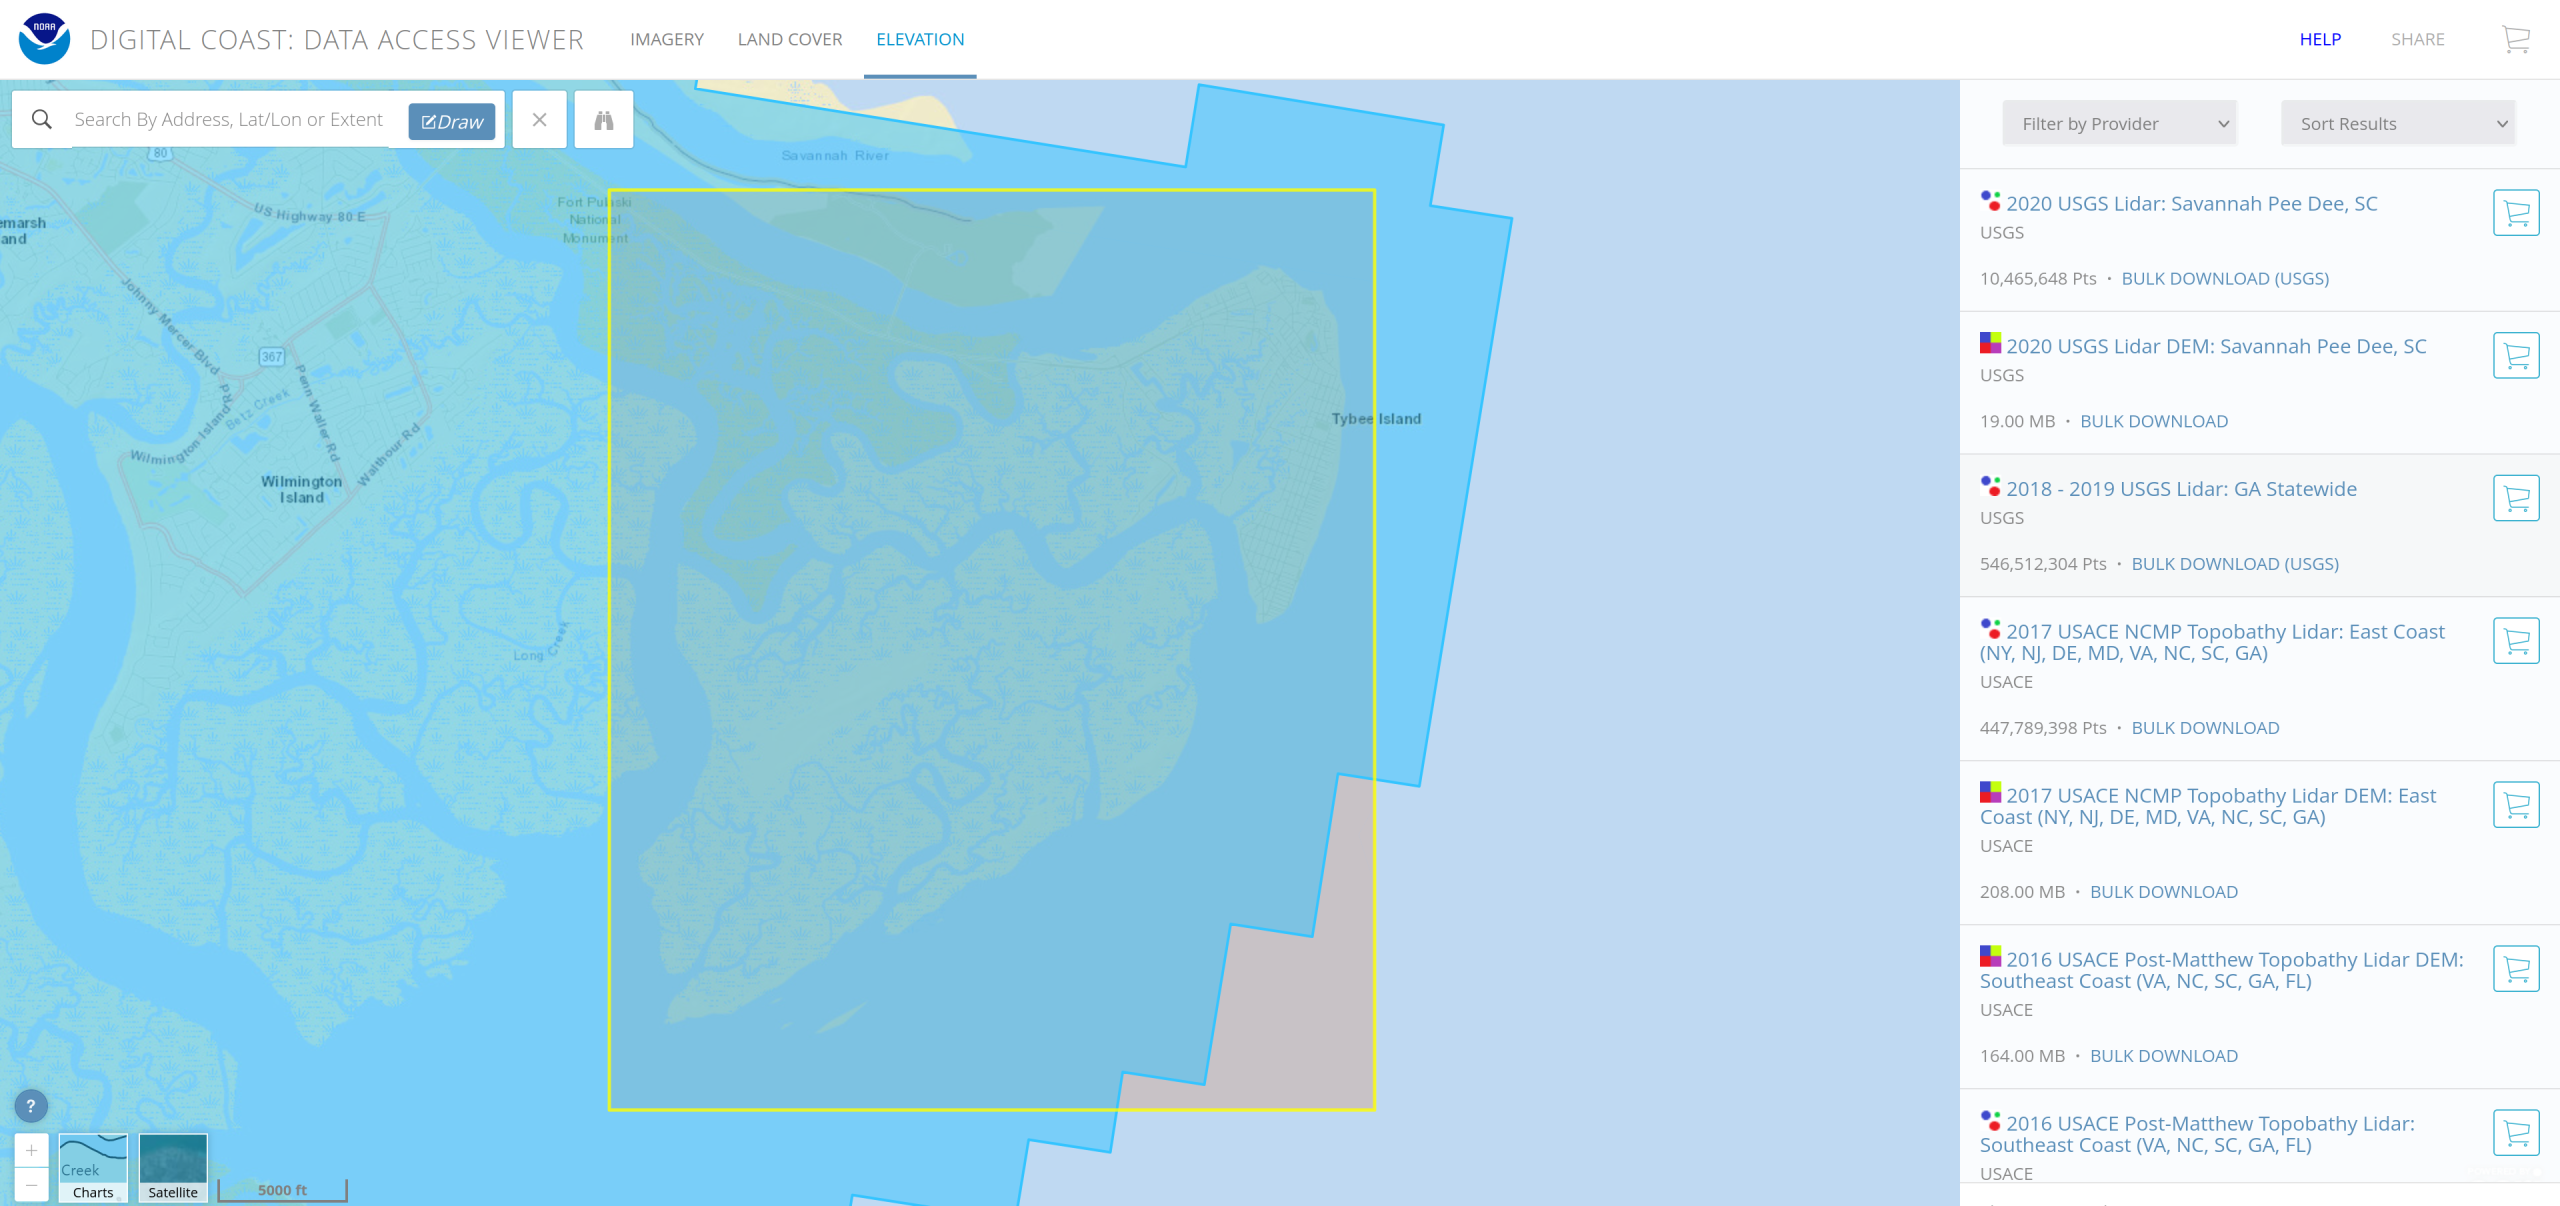 NOAA
DIGITAL COAST: DATA ACCESS VIEWER
IMAGERY
LAND COVER
ELEVATION
HELP
SHARE
Search By Address, Lat/Lon or Extent
Draw
Filter by Provider
Sort Results
80
Savannah River
Fort Pulaski
National
Monument
US Highway 80 E
emarsh
and
Johnny Mercer Blvd
367
Penn Waller Rd
Betz Creek
Wilmington Island Rd
Walthour Rd
Wilmington
Island
Tybee Island
Long Creek
?
+
−
Creek
Charts
Satellite
5000 ft
2020 USGS Lidar: Savannah Pee Dee, SC
USGS
10,465,648 Pts • BULK DOWNLOAD (USGS)
2020 USGS Lidar DEM: Savannah Pee Dee, SC
USGS
19.00 MB • BULK DOWNLOAD
2018 - 2019 USGS Lidar: GA Statewide
USGS
546,512,304 Pts • BULK DOWNLOAD (USGS)
2017 USACE NCMP Topobathy Lidar: East Coast
(NY, NJ, DE, MD, VA, NC, SC, GA)
USACE
447,789,398 Pts • BULK DOWNLOAD
2017 USACE NCMP Topobathy Lidar DEM: East
Coast (NY, NJ, DE, MD, VA, NC, SC, GA)
USACE
208.00 MB • BULK DOWNLOAD
2016 USACE Post-Matthew Topobathy Lidar DEM:
Southeast Coast (VA, NC, SC, GA, FL)
USACE
164.00 MB • BULK DOWNLOAD
2016 USACE Post-Matthew Topobathy Lidar:
Southeast Coast (VA, NC, SC, GA, FL)
USACE